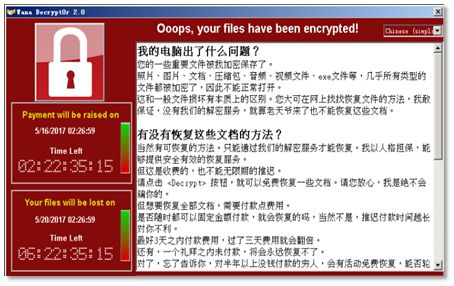 Wana Decrypt0r 2.0
Ooops, your files have been encrypted!
Chinese (simpli
Payment will be raised on
5/16/2017 02:26:59
Time Left
02:22:35:15
Your files will be lost on
5/20/2017 02:26:59
Time Left
06:22:35:15
我的电脑出了什么问题？
您的一些重要文件被我加密保存了。
照片、图片、文档、压缩包、音频、视频文件、exe文件等，几乎所有类型的
文件都被加密了，因此不能正常打开。
这和一般文件损坏有本质上的区别。您大可在网上找找恢复文件的方法，我敢
保证，没有我们的解密服务，就算老天爷来了也不能恢复这些文档。
有没有恢复这些文档的方法？
当然有可恢复的方法。只能通过我们的解密服务才能恢复。我以人格担保，能
够提供安全有效的恢复服务。
但这是收费的，也不能无限期的推迟。
请点击 <Decrypt> 按钮，就可以免费恢复一些文档。请您放心，我是绝不会
骗你的。
但想要恢复全部文档，需要付款点费用。
是否随时都可以固定金额付款，就会恢复的吗，当然不是，推迟付款时间越长
对你不利。
最好3天之内付款费用，过了三天费用就会翻倍。
还有，一个礼拜之内未付款，将会永远恢复不了。
对了，忘了告诉你，对半年以上没钱付款的穷人，会有活动免费恢复，能否轮